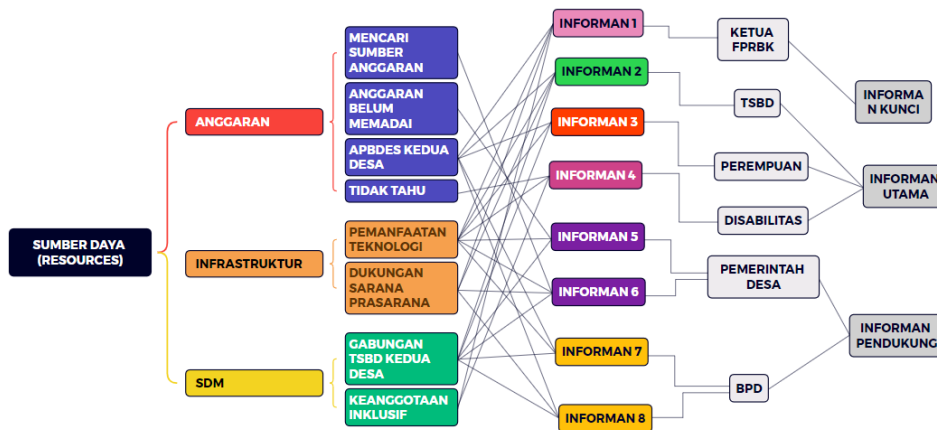 SUMBER DAYA
(RESOURCES)
ANGGARAN
INFRASTRUKTUR
SDM
MENCARI
SUMBER
ANGGARAN
ANGGARAN
BELUM
MEMADAI
APBDES KEDUA
DESA
TIDAK TAHU
PEMANFAATAN
TEKNOLOGI
DUKUNGAN
SARANA
PRASARANA
GABUNGAN
TSBD KEDUA
DESA
KEANGGOTAAN
INKLUSIF
INFORMAN 1
INFORMAN 2
INFORMAN 3
INFORMAN 4
INFORMAN 5
INFORMAN 6
INFORMAN 7
INFORMAN 8
KETUA
FPRBK
TSBD
PEREMPUAN
DISABILITAS
PEMERINTAH
DESA
BPD
INFORMA
N KUNCI
INFORMAN
UTAMA
INFORMAN
PENDUKUNG